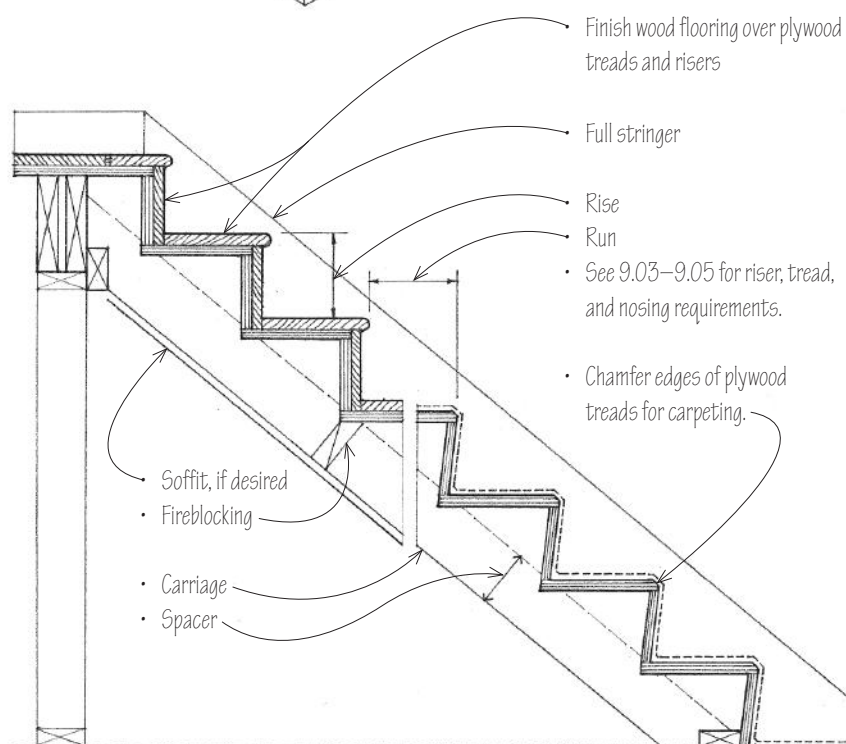 • Finish wood flooring over plywood
treads and risers
• Full stringer
• Rise
• Run
• See 9.03–9.05 for riser, tread,
and nosing requirements.
• Chamfer edges of plywood
treads for carpeting.
• Soffit, if desired
• Fireblocking
• Carriage
• Spacer